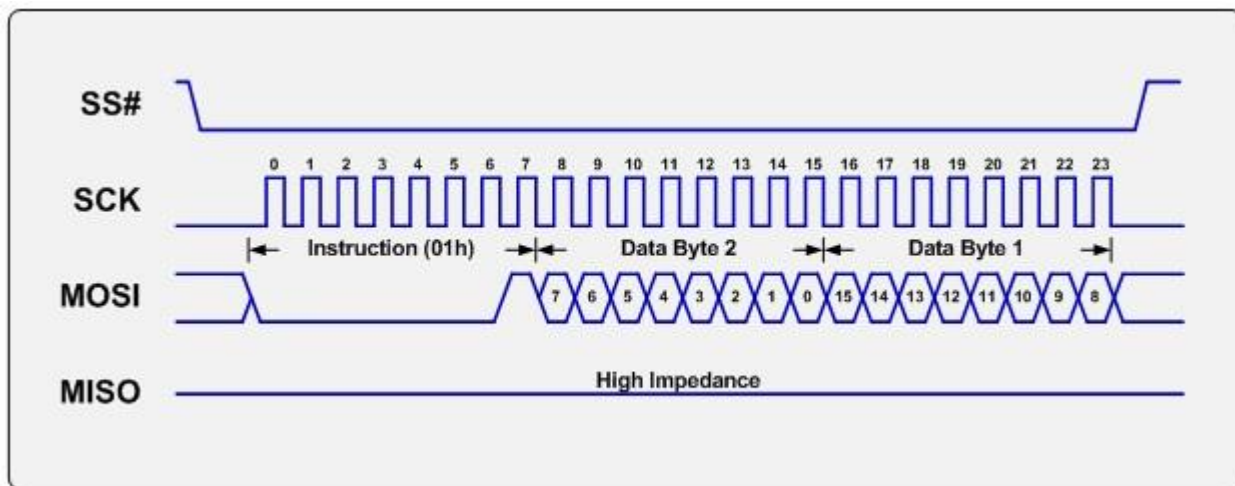 SS#
0 1 2 3 4 5 6 7 8 9 10 11 12 13 14 15 16 17 18 19 20 21 22 23
SCK
Instruction (01h) Data Byte 2 Data Byte 1
MOSI 7 6 5 4 3 2 1 0 15 14 13 12 11 10 9 8
High Impedance
MISO